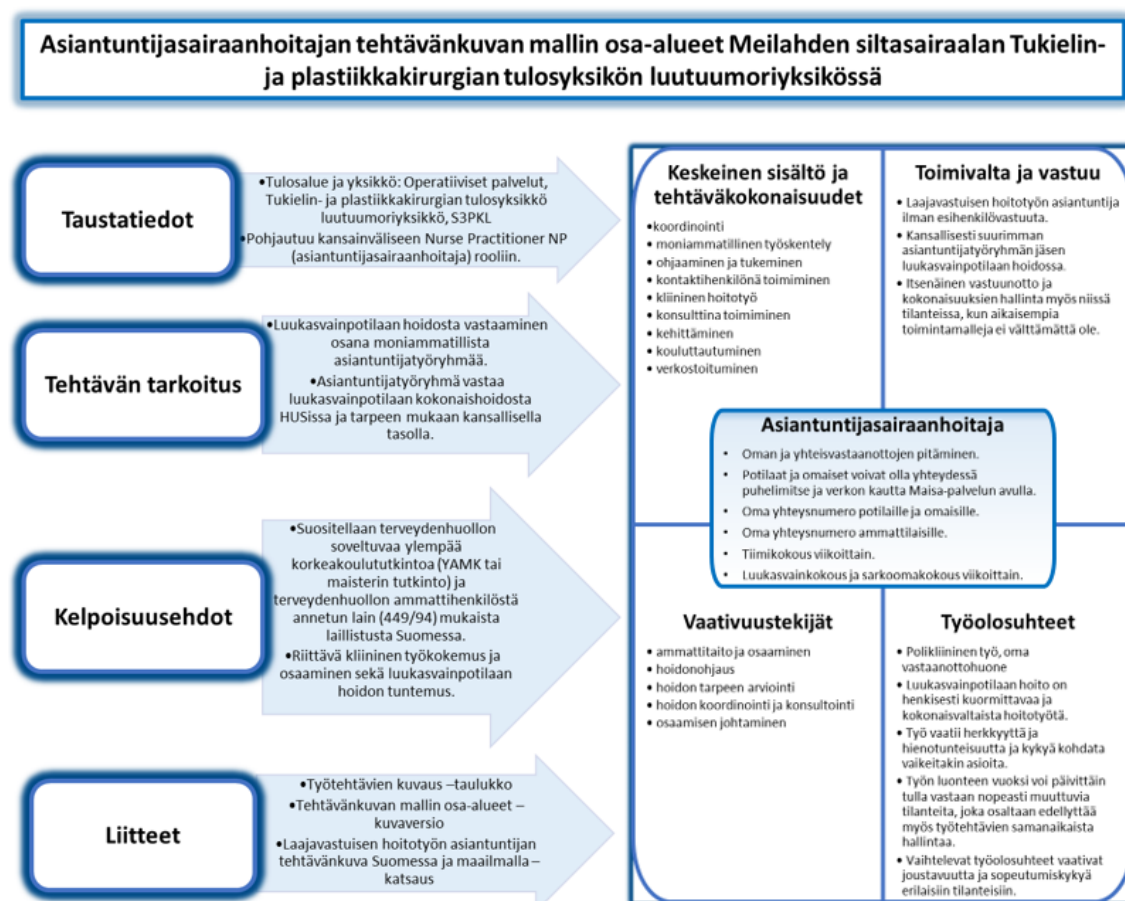 Asiantuntijasairaanhoitajan tehtävänkuvan mallin osa-alueet Meilahden siltasairaalan Tukielin-
ja plastiikkakirurgian tulosyksikön luutuumoriyksikössä
Taustatiedot
•Tulosalue ja yksikkö: Operatiiviset palvelut,
Tukielin- ja plastiikkakirurgian tulosyksikkö
luutuumoriyksikkö, S3PKL
•Pohjautuu kansainväliseen Nurse Practitioner NP
(asiantuntijasairaanhoitaja) rooliin.
Tehtävän tarkoitus
•Luukasvainpotilaan hoidosta vastaaminen
osana moniammatillista
asiantuntijatyöryhmää.
•Asiantuntijatyöryhmä vastaa
luukasvainpotilaan kokonaishoidosta
HUSissa ja tarpeen mukaan kansallisella
tasolla.
Kelpoisuusehdot
•Suositellaan terveydenhuollon
soveltuvaa ylempää
korkeakoulututkintoa (YAMK tai
maisterin tutkinto) ja
terveydenhuollon ammattihenkilöstä
annetun lain (449/94) mukaista
laillistusta Suomessa.
•Riittävä kliininen työkokemus ja
osaaminen sekä luukasvainpotilaan
hoidon tuntemus.
Liitteet
•Työtehtävien kuvaus –taulukko
•Tehtävänkuvan mallin osa-alueet –
kuvaversio
•Laajavastuisen hoitotyön asiantuntijan
tehtävänkuva Suomessa ja maailmalla –
katsaus
Keskeinen sisältö ja
tehtäväkokonaisuudet
•koordinointi
• moniammatillinen työskentely
• ohjaaminen ja tukeminen
• kontaktihenkilönä toimiminen
• kliininen hoitotyö
• konsulttina toimiminen
• kehittäminen
• kouluttautuminen
• verkostoituminen
Toimivalta ja vastuu
• Laajavastuisen hoitotyön asiantuntija
ilman esihenkilövastuuta.
• Kansallisesti suurimman
asiantuntijatyöryhmän jäsen
luukasvainpotilaan hoidossa.
• Itsenäinen vastuunotto ja
kokonaisuuksien hallinta myös niissä
tilanteissa, kun aikaisempia
toimintamalleja ei välttämättä ole.
Asiantuntijasairaanhoitaja
• Oman ja yhteisvastaanottojen pitäminen.
• Potilaat ja omaiset voivat olla yhteydessä
puhelimitse ja verkon kautta Maisa-palvelun avulla.
• Oma yhteysnumero potilaille ja omaisille.
• Oma yhteysnumero ammattilaisille.
• Tiimikokous viikoittain.
• Luukasvainkokous ja sarkoomakokous viikoittain.
Vaativuustekijät
• ammattitaito ja osaaminen
• hoidonohjaus
• hoidon tarpeen arviointi
• hoidon koordinointi ja konsultointi
• osaamisen johtaminen
Työolosuhteet
• Polikliininen työ, oma
vastaanottohuone
• Luukasvainpotilaan hoito on
henkisesti kuormittavaa ja
kokonaisvaltaista hoitotyötä.
• Työ vaatii herkkyyttä ja
hienotunteisuutta ja kykyä kohdata
vaikeitakin asioita.
• Työn luonteen vuoksi voi päivittäin
tulla vastaan nopeasti muuttuvia
tilanteita, joka osaltaan edellyttää
myös työtehtävien samanaikaista
hallintaa.
• Vaihtelevat työolosuhteet vaativat
joustavuutta ja sopeutumiskykyä
erilaisiin tilanteisiin.